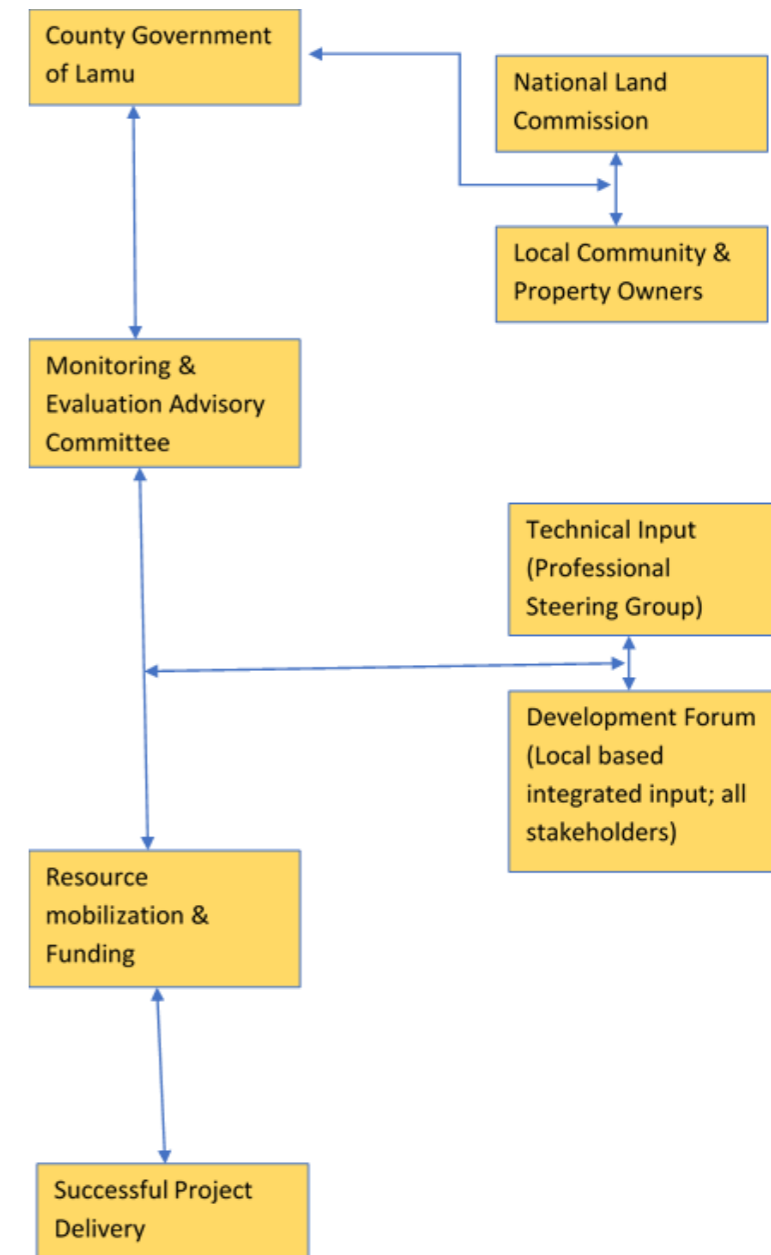 County Government
of Lamu
National Land
Commission
Local Community &
Property Owners
Monitoring &
Evaluation Advisory
Committee
Technical Input
(Professional
Steering Group)
Development Forum
(Local based
integrated input; all
stakeholders)
Resource
mobilization &
Funding
Successful Project
Delivery